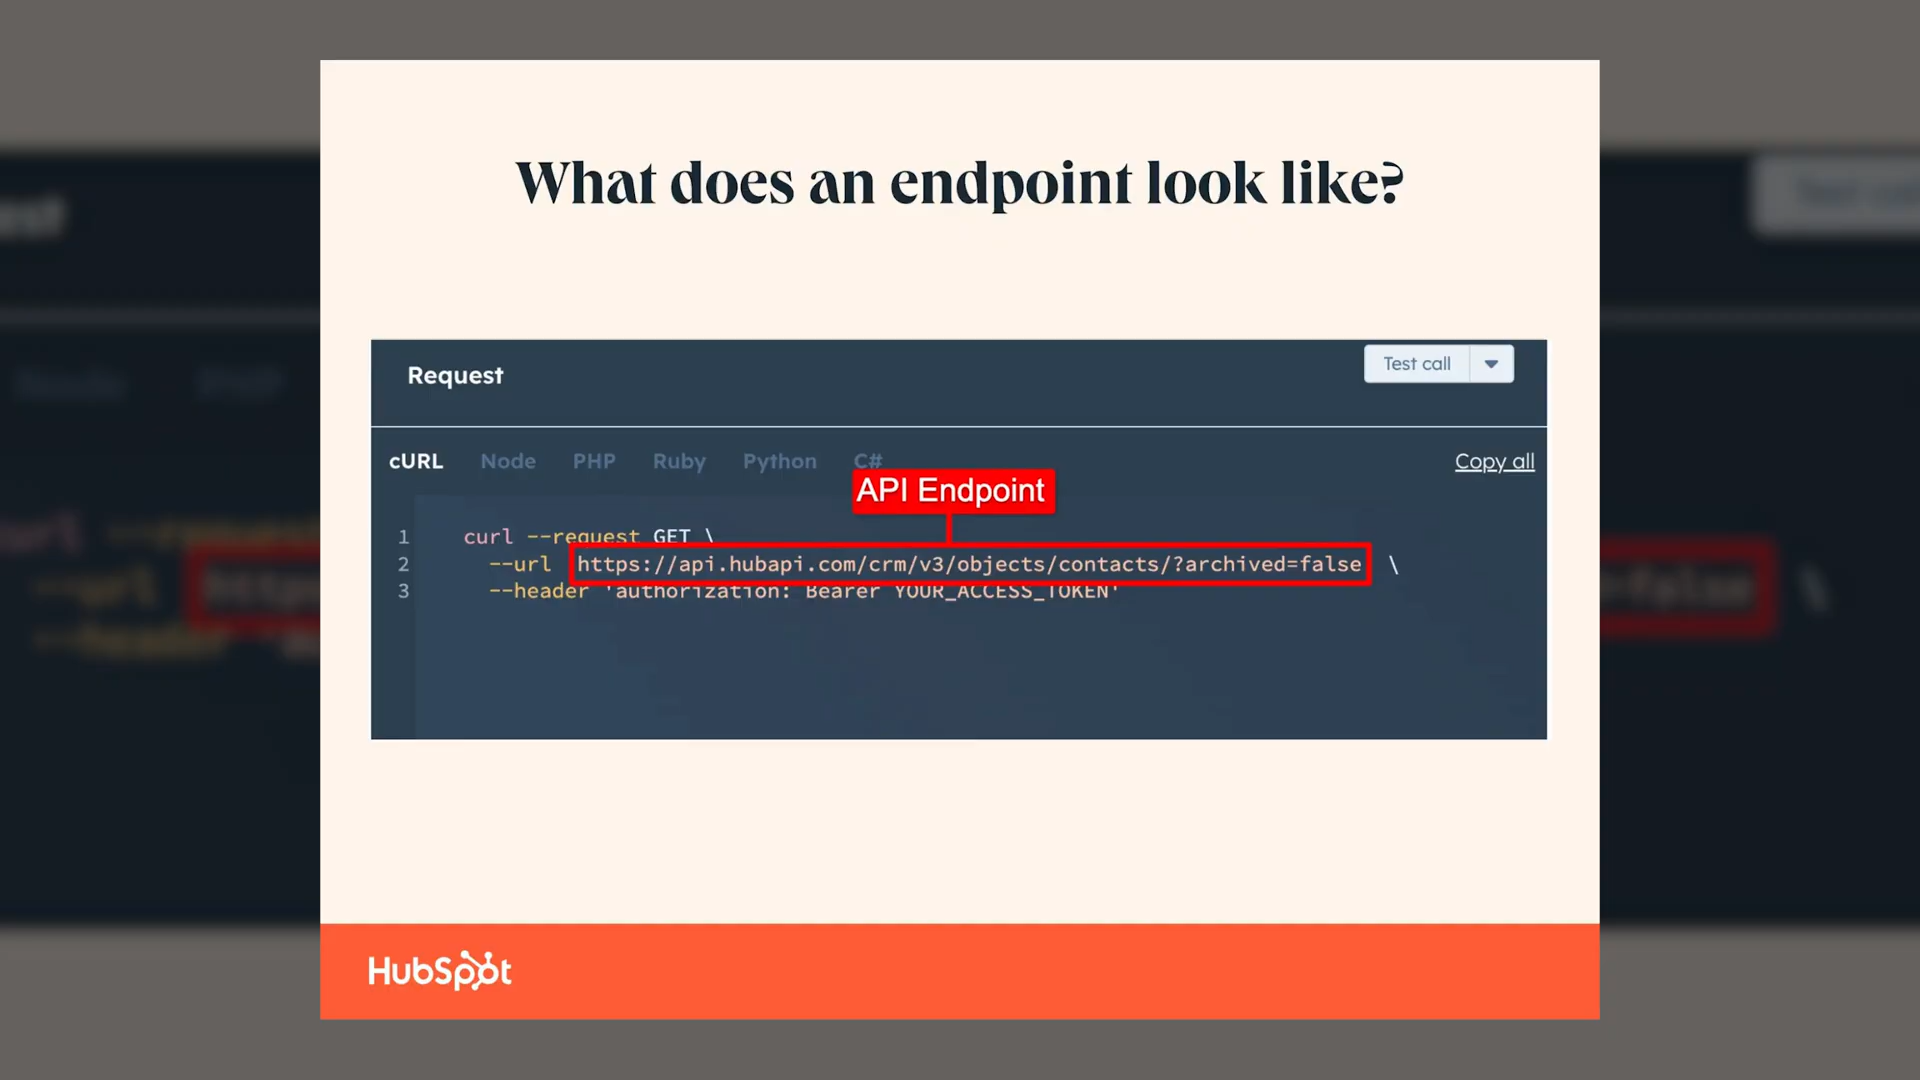 What does an endpoint look like?
Request
Test call
cURL Node PHP Ruby Python C#
Copy all
API Endpoint
1 curl --request GET \
2 --url https://api.hubapi.com/crm/v3/objects/contacts/?archived=false \
3 --header 'authorization: Bearer YOUR_ACCESS_TOKEN'
HubSpot